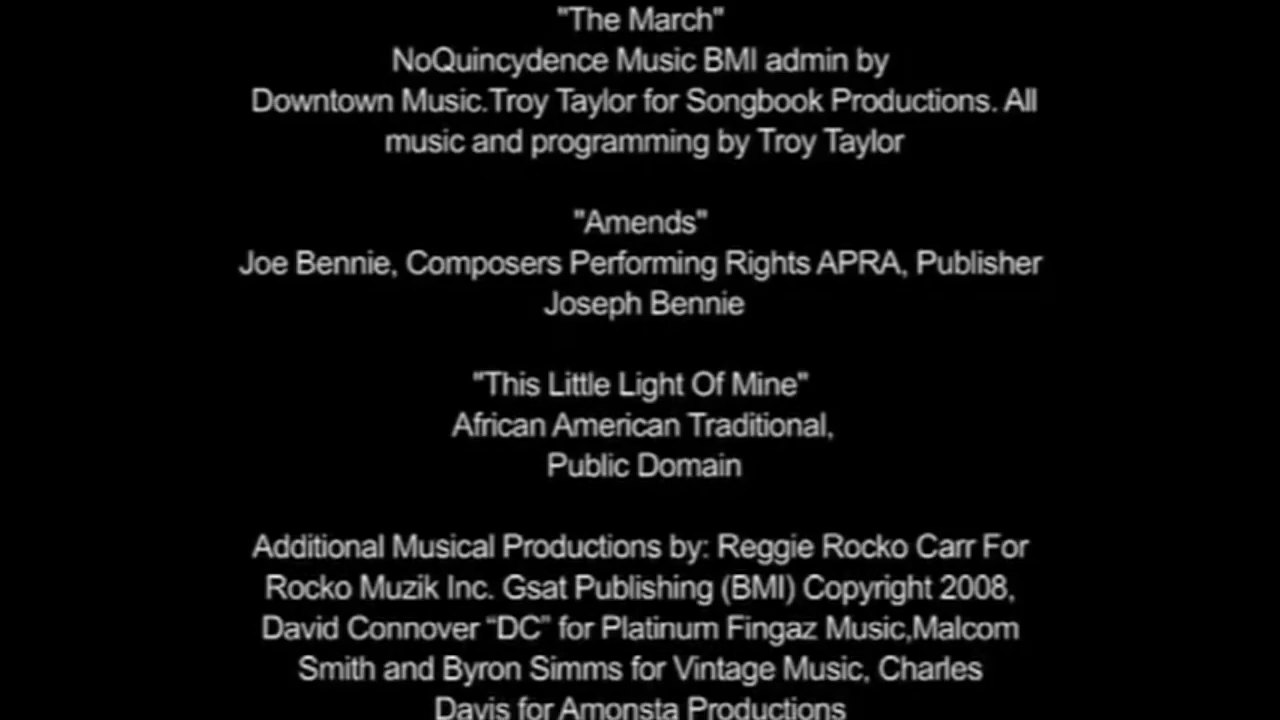 "The March"
NoQuincydence Music BMI admin by
Downtown Music.Troy Taylor for Songbook Productions. All
music and programming by Troy Taylor
"Amends"
Joe Bennie, Composers Performing Rights APRA, Publisher
Joseph Bennie
"This Little Light Of Mine"
African American Traditional,
Public Domain
Additional Musical Productions by: Reggie Rocko Carr For
Rocko Muzik Inc. Gsat Publishing (BMI) Copyright 2008,
David Connover “DC” for Platinum Fingaz Music,Malcom
Smith and Byron Simms for Vintage Music, Charles
Davis for Amonsta Productions